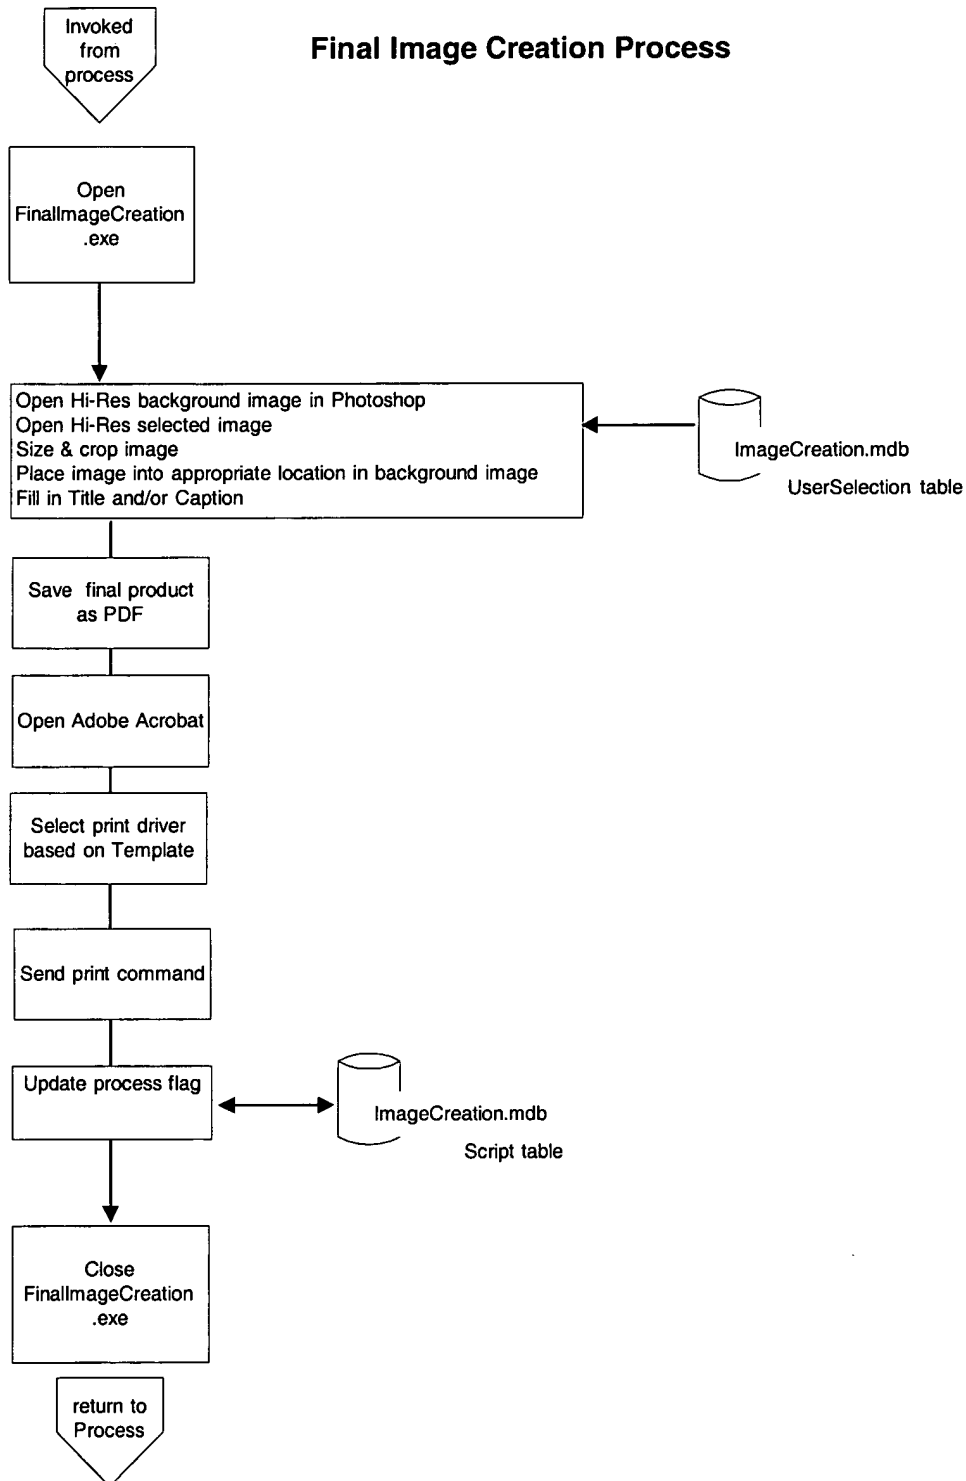 Invoked
from
process
Final Image Creation Process
Open
FinalImageCreation
.exe
Open Hi-Res background image in Photoshop
Open Hi-Res selected image
Size & crop image
Place image into appropriate location in background image
Fill in Title and/or Caption
ImageCreation.mdb
UserSelection table
Save final product
as PDF
Open Adobe Acrobat
Select print driver
based on Template
Send print command
Update process flag
ImageCreation.mdb
Script table
Close
FinalImageCreation
.exe
return to
Process